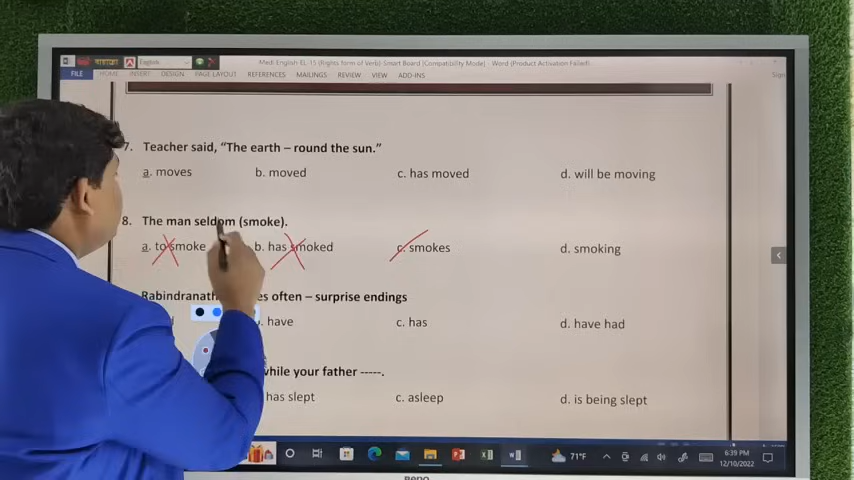 বায়ান্নো English
Medi English EL-15 (Rights form of Verb)-Smart Board [Compatibility Mode] - Word (Product Activation Failed)
FILE HOME INSERT DESIGN PAGE LAYOUT REFERENCES MAILINGS REVIEW VIEW ADD-INS Sign
7. Teacher said, “The earth – round the sun.”
a. moves b. moved c. has moved d. will be moving
8. The man seldom (smoke).
a. to smoke b. has smoked c. smokes d. smoking
Rabindranath often – surprise endings
b. have c. has d. have had
while your father -----.
has slept c. asleep d. is being slept
71°F 6:39 PM
12/10/2022
BenQ